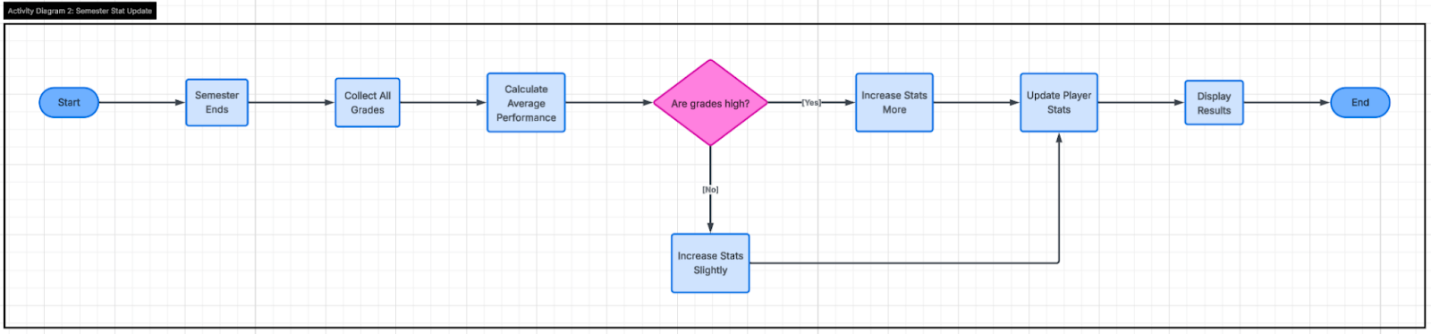 Activity Diagram 2: Semester Stat Update
Start
Semester
Ends
Collect All
Grades
Calculate
Average
Performance
Are grades high?
[Yes]
Increase Stats
More
Update Player
Stats
Display
Results
End
[No]
Increase Stats
Slightly